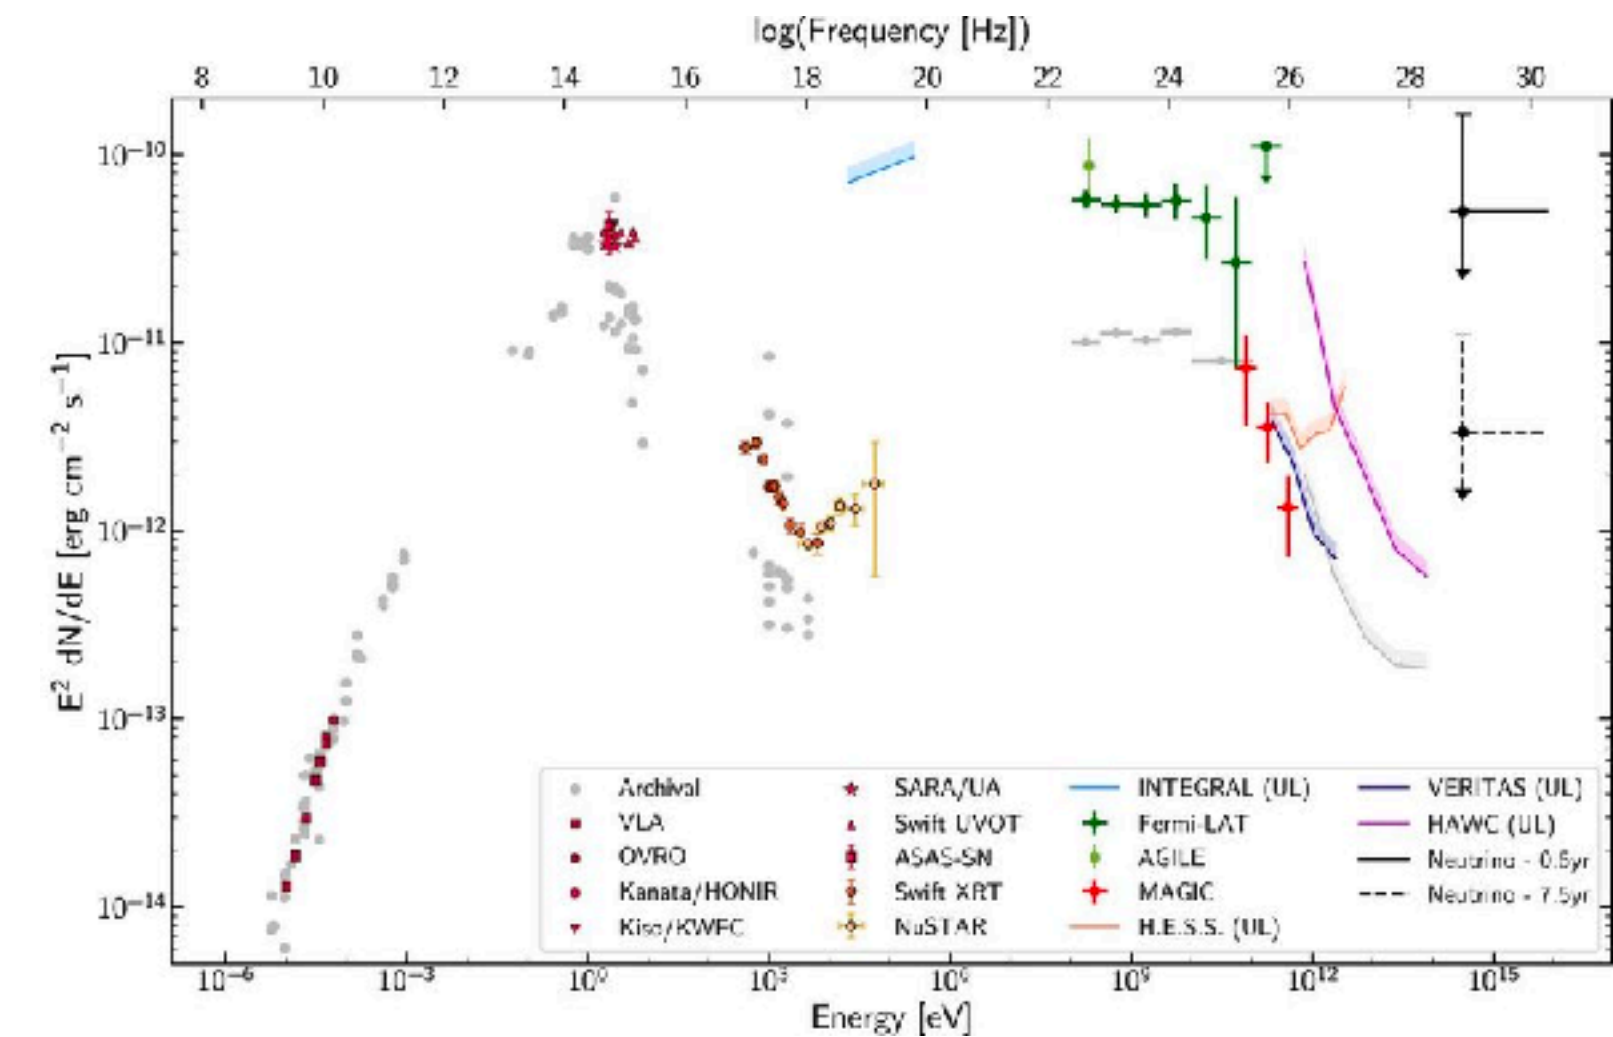 log(Frequency [Hz])
8 10 12 14 16 18 20 22 24 26 28 30
10⁻¹⁰
10⁻¹¹
10⁻¹²
10⁻¹³
10⁻¹⁴
E² dN/dE [erg cm⁻² s⁻¹]
Archival
VLA
OVRO
Kanata/HONIR
Kiso/KWFC
SARA/UA
Swift UVOT
ASAS-SN
Swift XRT
NuSTAR
INTEGRAL (UL)
Fermi-LAT
AGILE
MAGIC
H.E.S.S. (UL)
VERITAS (UL)
HAWC (UL)
Neutrino - 0.5yr
Neutrino - 7.5yr
10⁻⁶ 10⁻³ 10⁰ 10³ 10⁶ 10⁹ 10¹² 10¹⁵
Energy [eV]